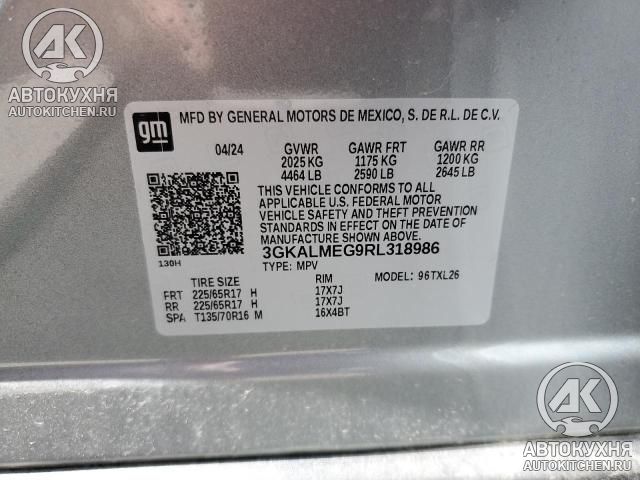 AK
АВТОКУХНЯ
AUTOKITCHEN.RU
gm
MFD BY GENERAL MOTORS DE MEXICO, S. DE R.L. DE C.V.
04/24 GVWR GAWR FRT GAWR RR
2025 KG 1175 KG 1200 KG
4464 LB 2590 LB 2645 LB
THIS VEHICLE CONFORMS TO ALL
APPLICABLE U.S. FEDERAL MOTOR
VEHICLE SAFETY AND THEFT PREVENTION
STANDARDS IN EFFECT ON THE DATE OF
MANUFACTURE SHOWN ABOVE.
3GKALMEG9RL318986
130H TYPE: MPV MODEL: 96TXL26
TIRE SIZE RIM
FRT 225/65R17 H 17X7J
RR 225/65R17 H 17X7J
SPA T135/70R16 M 16X4BT
AK
АВТОКУХНЯ
AUTOKITCHEN.RU